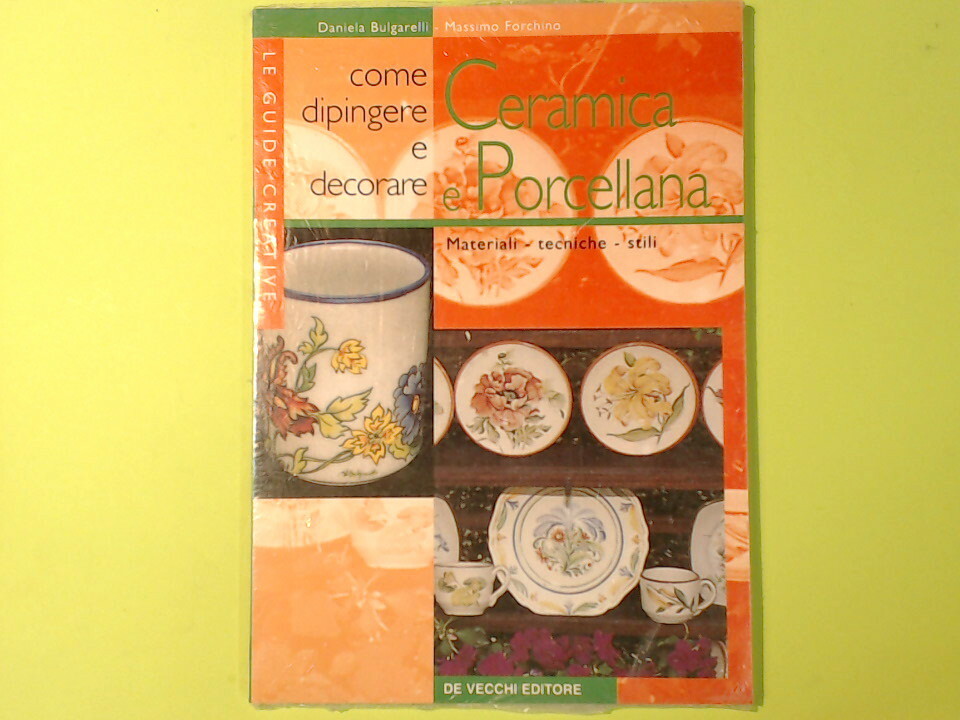 Daniela Bulgarelli - Massimo Forchino
LE GUIDE CREATIVE
come
dipingere
e
decorare
Ceramica
e Porcellana
Materiali - tecniche - stili
DE VECCHI EDITORE